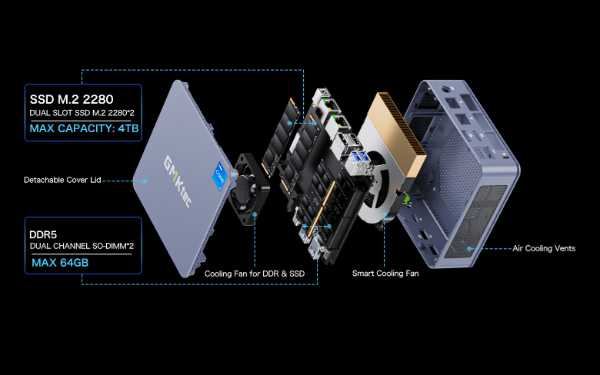 SSD M.2 2280
DUAL SLOT SSD M.2 2280*2
MAX CAPACITY: 4TB
GMKtec
Detachable Cover Lid
DDR5
DUAL CHANNEL SO-DIMM*2
MAX 64GB
Cooling Fan for DDR & SSD
Smart Cooling Fan
Air Cooling Vents